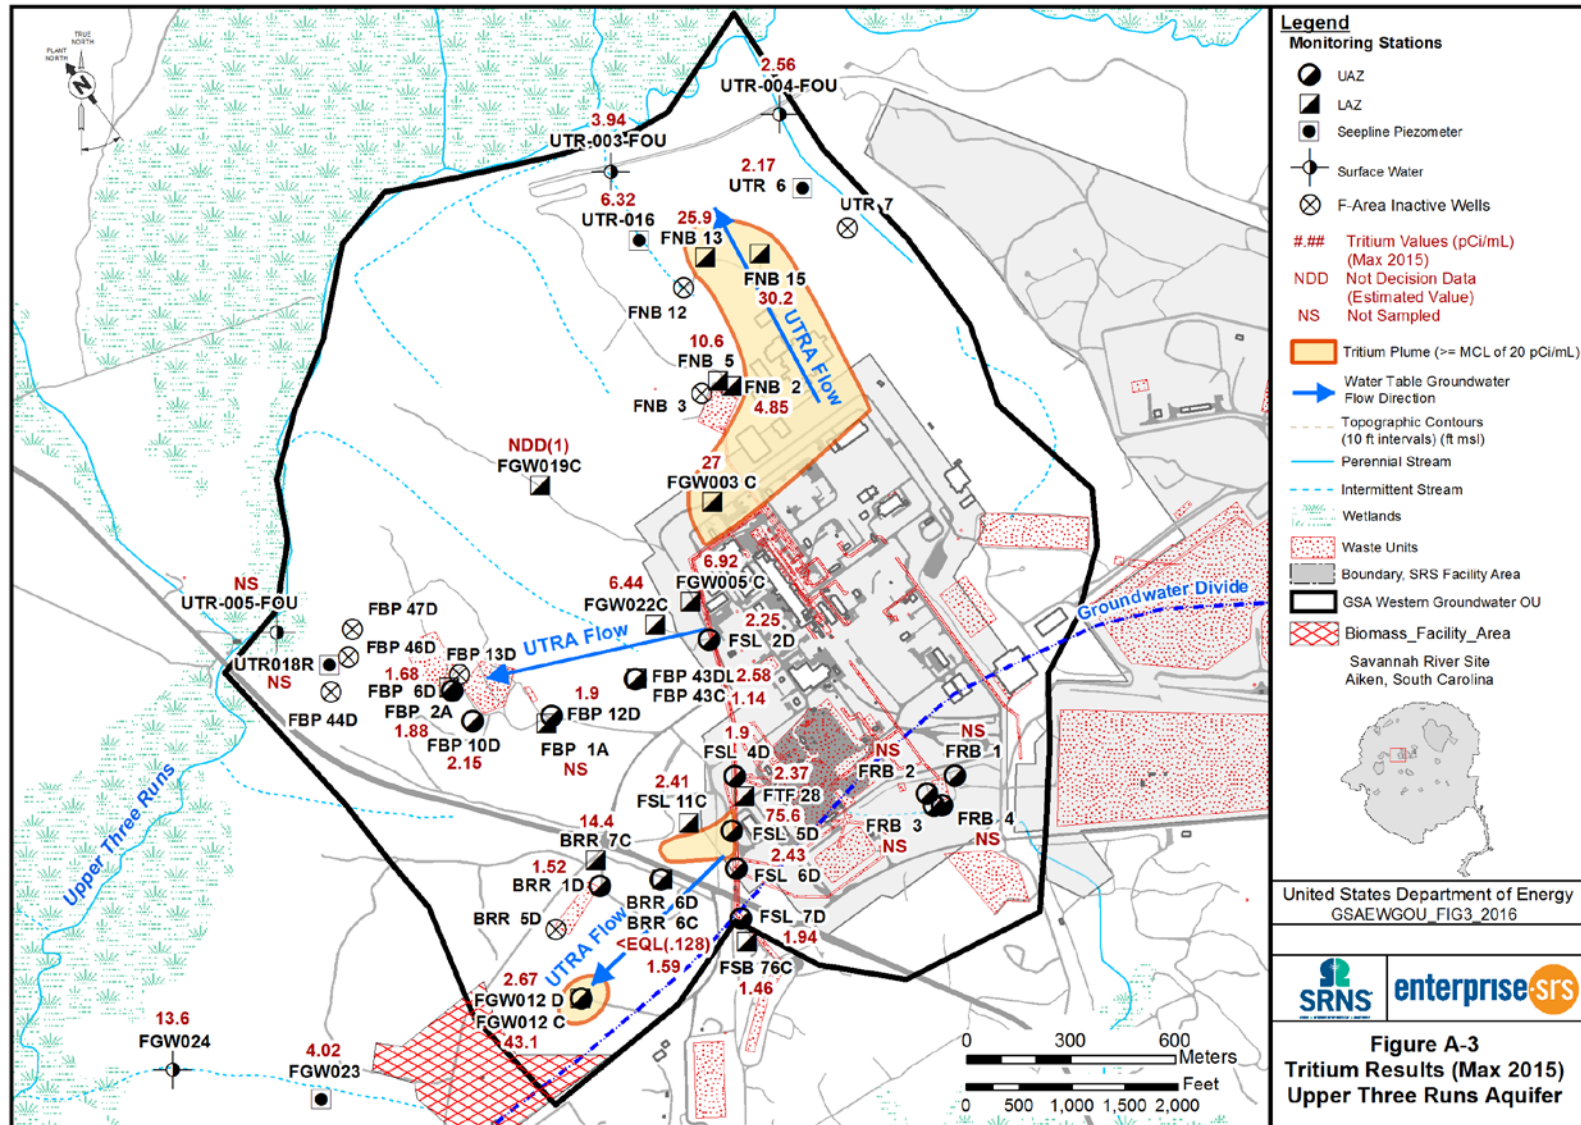 TRUE
NORTH
PLANT
NORTH
N
2.56
UTR-004-FOU
3.94
UTR-003-FOU
2.17
UTR 6
6.32
UTR-016
UTR 7
25.9
FNB 13
FNB 15
30.2
FNB 12
UTRA Flow
10.6
FNB 5
FNB 2
FNB 3
4.85
NDD(1)
FGW019C
27
FGW003 C
6.92
FGW005 C
6.44
FGW022C
NS
UTR-005-FOU
FBP 47D
2.25
FSL 2D
UTRA Flow
Groundwater Divide
FBP 46D
FBP 13D
UTR018R
NS
1.68
FBP 6D
FBP 2A
1.88
FBP 44D
FBP 10D
2.15
1.9
FBP 12D
FBP 1A
NS
FBP 43DL
2.58
FBP 43C
1.14
1.9
FSL 4D
NS
FRB 1
NS
FRB 2
2.37
FTF 28
2.41
FSL 11C
75.6
FSL 5D
FRB 3
NS
FRB 4
NS
14.4
BRR 7C
2.43
FSL 6D
1.52
BRR 1D
BRR 6D
BRR 6C
BRR 5D
<EQL(.128)
1.59
FSL 7D
1.94
FSB 76C
1.46
UTRA Flow
Upper Three Runs
2.67
FGW012 D
FGW012 C
43.1
13.6
FGW024
4.02
FGW023
0 300 600
Meters
Feet
0 500 1,000 1,500 2,000
Legend
Monitoring Stations
UAZ
LAZ
Seepline Piezometer
Surface Water
F-Area Inactive Wells
#.## Tritium Values (pCi/mL)
(Max 2015)
NDD Not Decision Data
(Estimated Value)
NS Not Sampled
Tritium Plume (>= MCL of 20 pCi/mL)
Water Table Groundwater
Flow Direction
Topographic Contours
(10 ft intervals) (ft msl)
Perennial Stream
Intermittent Stream
Wetlands
Waste Units
Boundary, SRS Facility Area
GSA Western Groundwater OU
Biomass_Facility_Area
Savannah River Site
Aiken, South Carolina
United States Department of Energy
GSAEWGOU_FIG3_2016
SRNS
enterprise·srs
Figure A-3
Tritium Results (Max 2015)
Upper Three Runs Aquifer